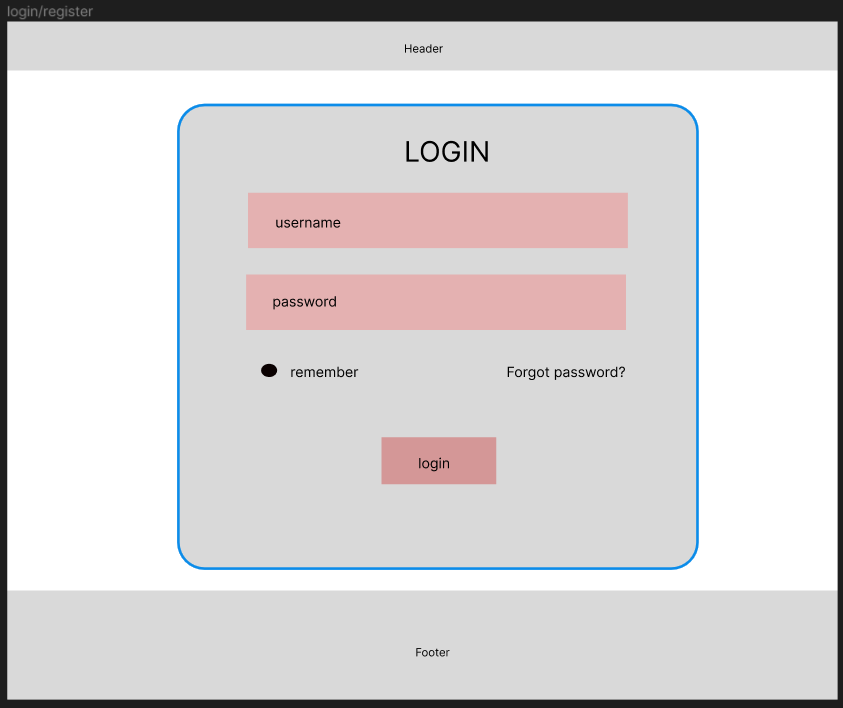 login/register
Header
LOGIN
username
password
remember
Forgot password?
login
Footer